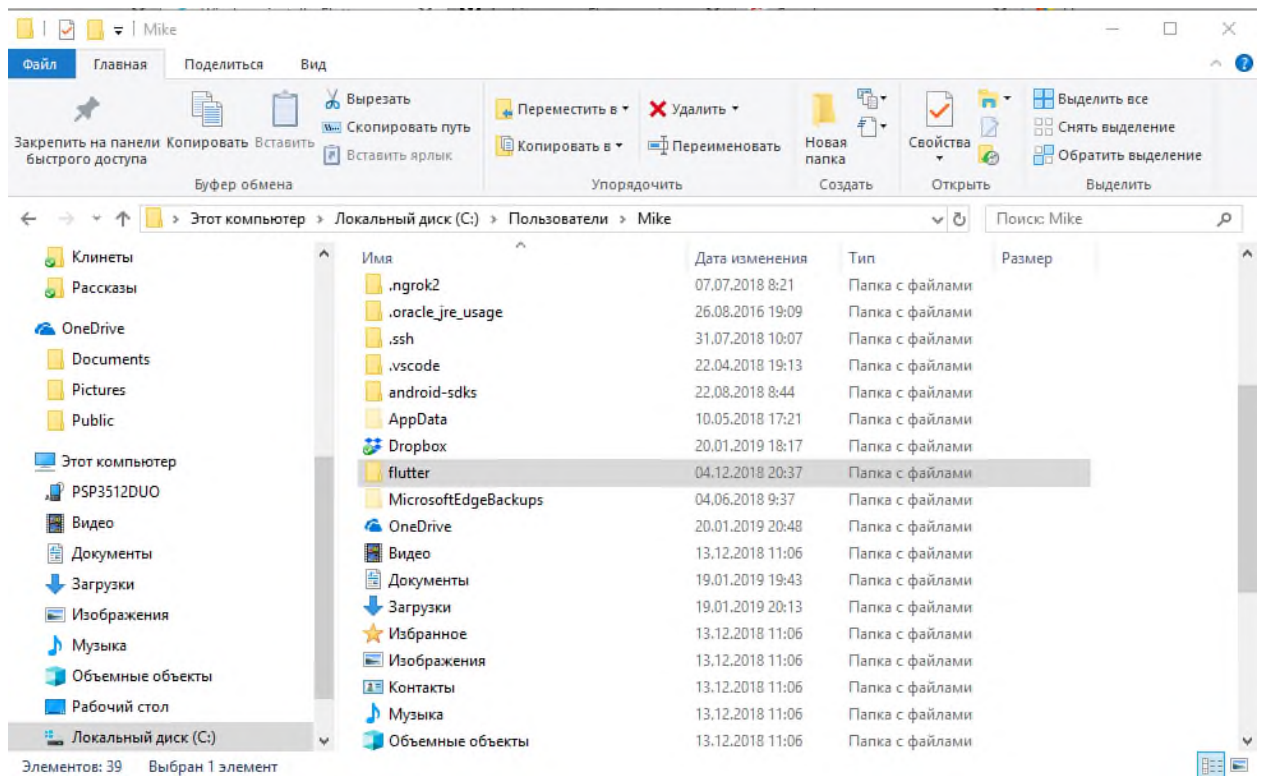 Mike
Файл Главная Поделиться Вид
Закрепить на панели быстрого доступа
Копировать
Вставить
Вырезать
Скопировать путь
Вставить ярлык
Буфер обмена
Переместить в
Копировать в
Удалить
Переименовать
Упорядочить
Новая папка
Создать
Свойства
Открыть
Выделить все
Снять выделение
Обратить выделение
Выделить
Этот компьютер > Локальный диск (C:) > Пользователи > Mike
Поиск: Mike
Клинеты
Рассказы
OneDrive
Documents
Pictures
Public
Этот компьютер
PSP3512DUO
Видео
Документы
Загрузки
Изображения
Музыка
Объемные объекты
Рабочий стол
Локальный диск (C:)
Имя Дата изменения Тип Размер
.ngrok2 07.07.2018 8:21 Папка с файлами
.oracle_jre_usage 26.08.2016 19:09 Папка с файлами
.ssh 31.07.2018 10:07 Папка с файлами
.vscode 22.04.2018 19:13 Папка с файлами
android-sdks 22.08.2018 8:44 Папка с файлами
AppData 10.05.2018 17:21 Папка с файлами
Dropbox 20.01.2019 18:17 Папка с файлами
flutter 04.12.2018 20:37 Папка с файлами
MicrosoftEdgeBackups 04.06.2018 9:37 Папка с файлами
OneDrive 20.01.2019 20:48 Папка с файлами
Видео 13.12.2018 11:06 Папка с файлами
Документы 19.01.2019 19:43 Папка с файлами
Загрузки 19.01.2019 20:13 Папка с файлами
Избранное 13.12.2018 11:06 Папка с файлами
Изображения 13.12.2018 11:06 Папка с файлами
Контакты 13.12.2018 11:06 Папка с файлами
Музыка 13.12.2018 11:06 Папка с файлами
Объемные объекты 13.12.2018 11:06 Папка с файлами
Элементов: 39 Выбран 1 элемент